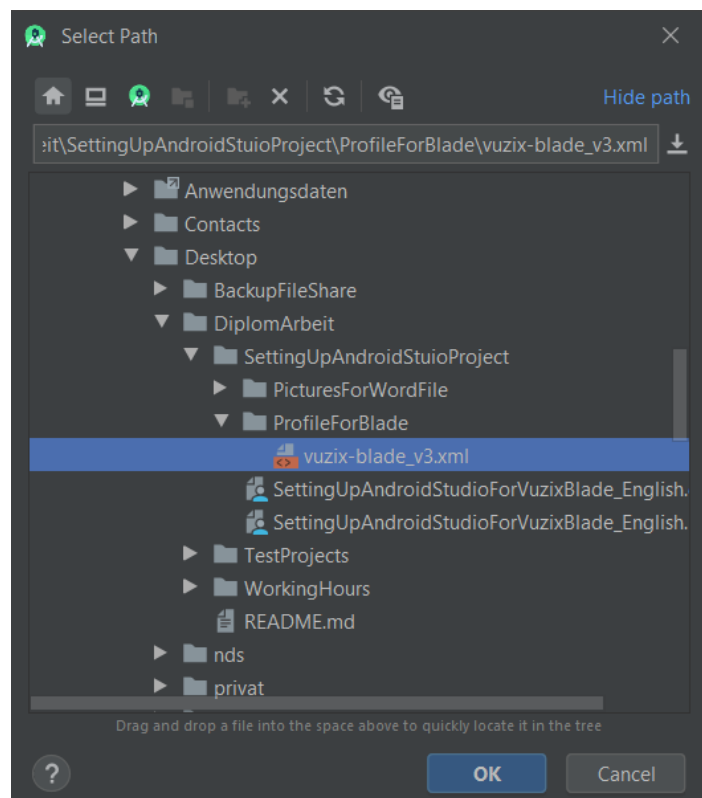 Select Path
Hide path
eit\SettingUpAndroidStuioProject\ProfileForBlade\vuzix-blade_v3.xml
Anwendungsdaten
Contacts
Desktop
BackupFileShare
DiplomArbeit
SettingUpAndroidStuioProject
PicturesForWordFile
ProfileForBlade
vuzix-blade_v3.xml
SettingUpAndroidStudioForVuzixBlade_English.
SettingUpAndroidStudioForVuzixBlade_English.
TestProjects
WorkingHours
README.md
nds
privat
Drag and drop a file into the space above to quickly locate it in the tree
? OK Cancel